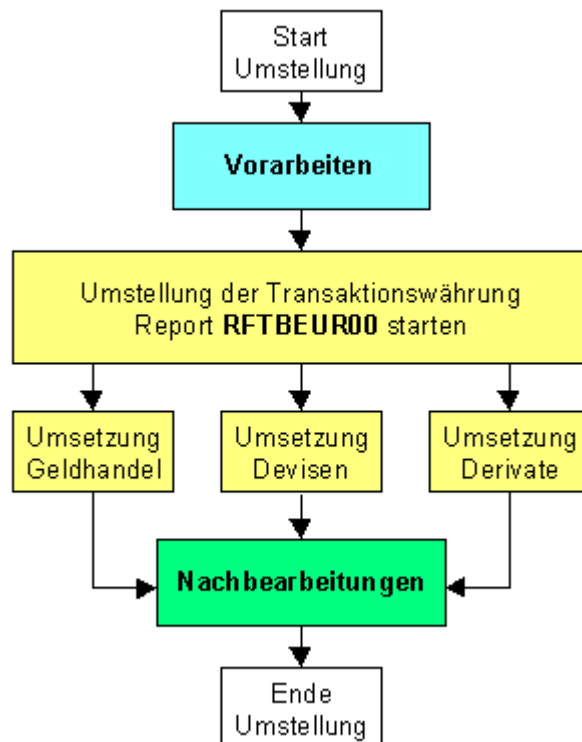 Start
Umstellung
Vorarbeiten
Umstellung der Transaktionswährung
Report RFTBEUR00 starten
Umsetzung
Geldhandel
Umsetzung
Devisen
Umsetzung
Derivate
Nachbearbeitungen
Ende
Umstellung